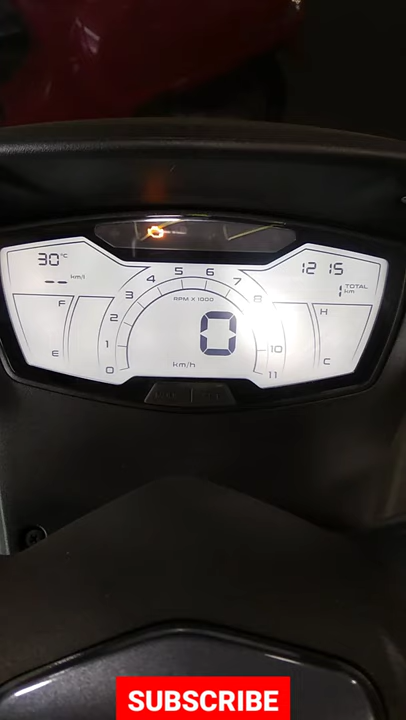 30°C
-- km/l
12 15
1 TOTAL km
F
E
0 1 2 3 4 5 6 7 8 10 11
RPM X 1000
0
km/h
H
C
SUBSCRIBE